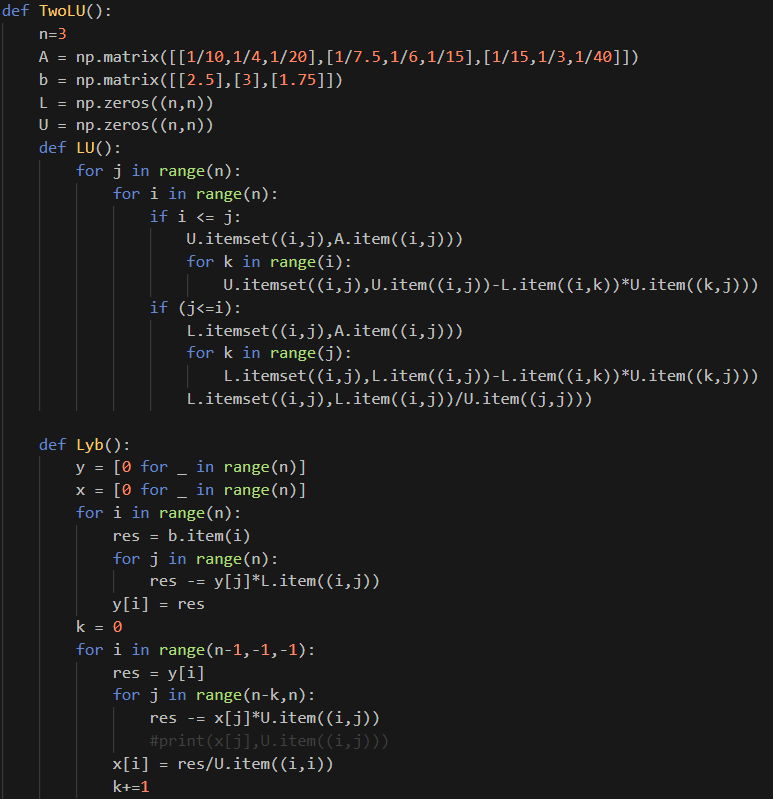 def TwoLU():
    n=3
    A = np.matrix([[1/10,1/4,1/20],[1/7.5,1/6,1/15],[1/15,1/3,1/40]])
    b = np.matrix([[2.5],[3],[1.75]])
    L = np.zeros((n,n))
    U = np.zeros((n,n))
    def LU():
        for j in range(n):
            for i in range(n):
                if i <= j:
                    U.itemset((i,j),A.item((i,j)))
                    for k in range(i):
                        U.itemset((i,j),U.item((i,j))-L.item((i,k))*U.item((k,j)))
                if (j<=i):
                    L.itemset((i,j),A.item((i,j)))
                    for k in range(j):
                        L.itemset((i,j),L.item((i,j))-L.item((i,k))*U.item((k,j)))
                    L.itemset((i,j),L.item((i,j))/U.item((j,j)))

    def Lyb():
        y = [0 for _ in range(n)]
        x = [0 for _ in range(n)]
        for i in range(n):
            res = b.item(i)
            for j in range(n):
                res -= y[j]*L.item((i,j))
            y[i] = res
        k = 0
        for i in range(n-1,-1,-1):
            res = y[i]
            for j in range(n-k,n):
                res -= x[j]*U.item((i,j))
                #print(x[j],U.item((i,j)))
            x[i] = res/U.item((i,i))
            k+=1